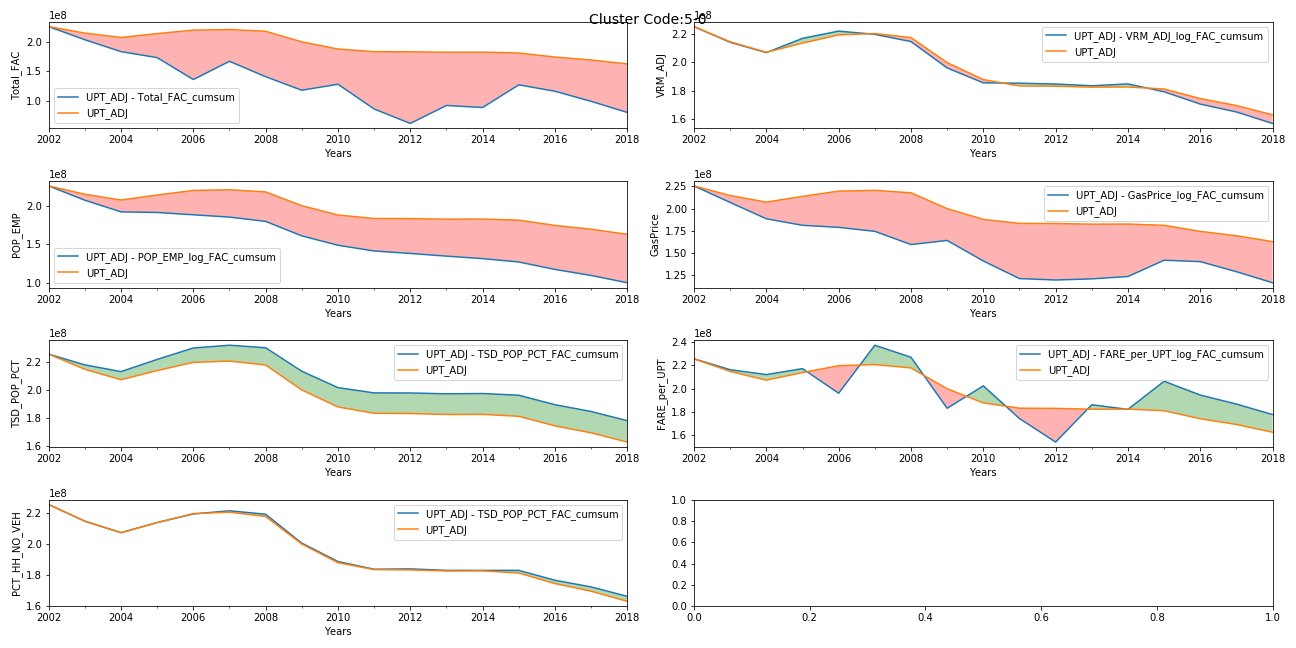 Cluster Code:5-0
1e8
Total_FAC
2.0
1.5
1.0
UPT_ADJ - Total_FAC_cumsum
UPT_ADJ
2002 2004 2006 2008 2010 2012 2014 2016 2018
Years
1e8
VRM_ADJ
2.2
2.0
1.8
1.6
UPT_ADJ - VRM_ADJ_log_FAC_cumsum
UPT_ADJ
2002 2004 2006 2008 2010 2012 2014 2016 2018
Years
1e8
POP_EMP
2.0
1.5
1.0
UPT_ADJ - POP_EMP_log_FAC_cumsum
UPT_ADJ
2002 2004 2006 2008 2010 2012 2014 2016 2018
Years
1e8
GasPrice
2.25
2.00
1.75
1.50
1.25
UPT_ADJ - GasPrice_log_FAC_cumsum
UPT_ADJ
2002 2004 2006 2008 2010 2012 2014 2016 2018
Years
1e8
TSD_POP_PCT
2.2
2.0
1.8
1.6
UPT_ADJ - TSD_POP_PCT_FAC_cumsum
UPT_ADJ
2002 2004 2006 2008 2010 2012 2014 2016 2018
Years
1e8
FARE_per_UPT
2.4
2.2
2.0
1.8
1.6
UPT_ADJ - FARE_per_UPT_log_FAC_cumsum
UPT_ADJ
2002 2004 2006 2008 2010 2012 2014 2016 2018
Years
1e8
PCT_HH_NO_VEH
2.2
2.0
1.8
1.6
UPT_ADJ - TSD_POP_PCT_FAC_cumsum
UPT_ADJ
2002 2004 2006 2008 2010 2012 2014 2016 2018
Years
1.0
0.8
0.6
0.4
0.2
0.0
0.0 0.2 0.4 0.6 0.8 1.0